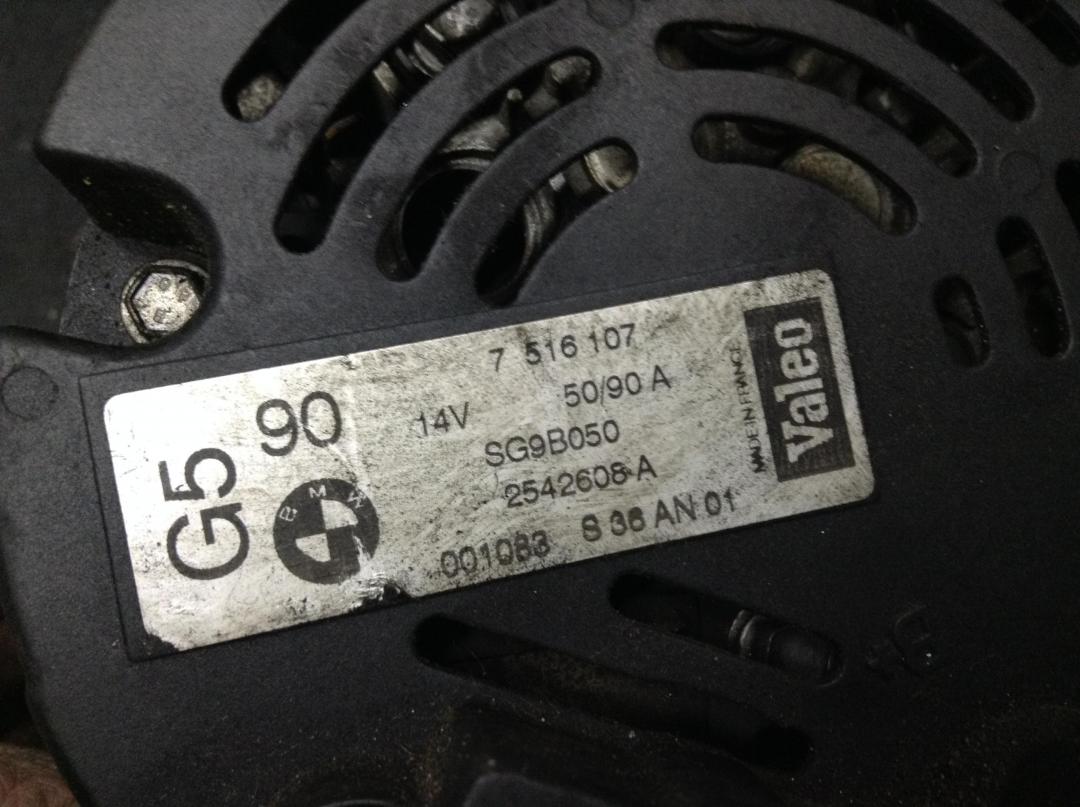 G5
90
BMW
7 516 107
14V 50/90 A
SG9B050
2542608 A
001083 S 36 AN 01
MADE IN FRANCE
Valeo